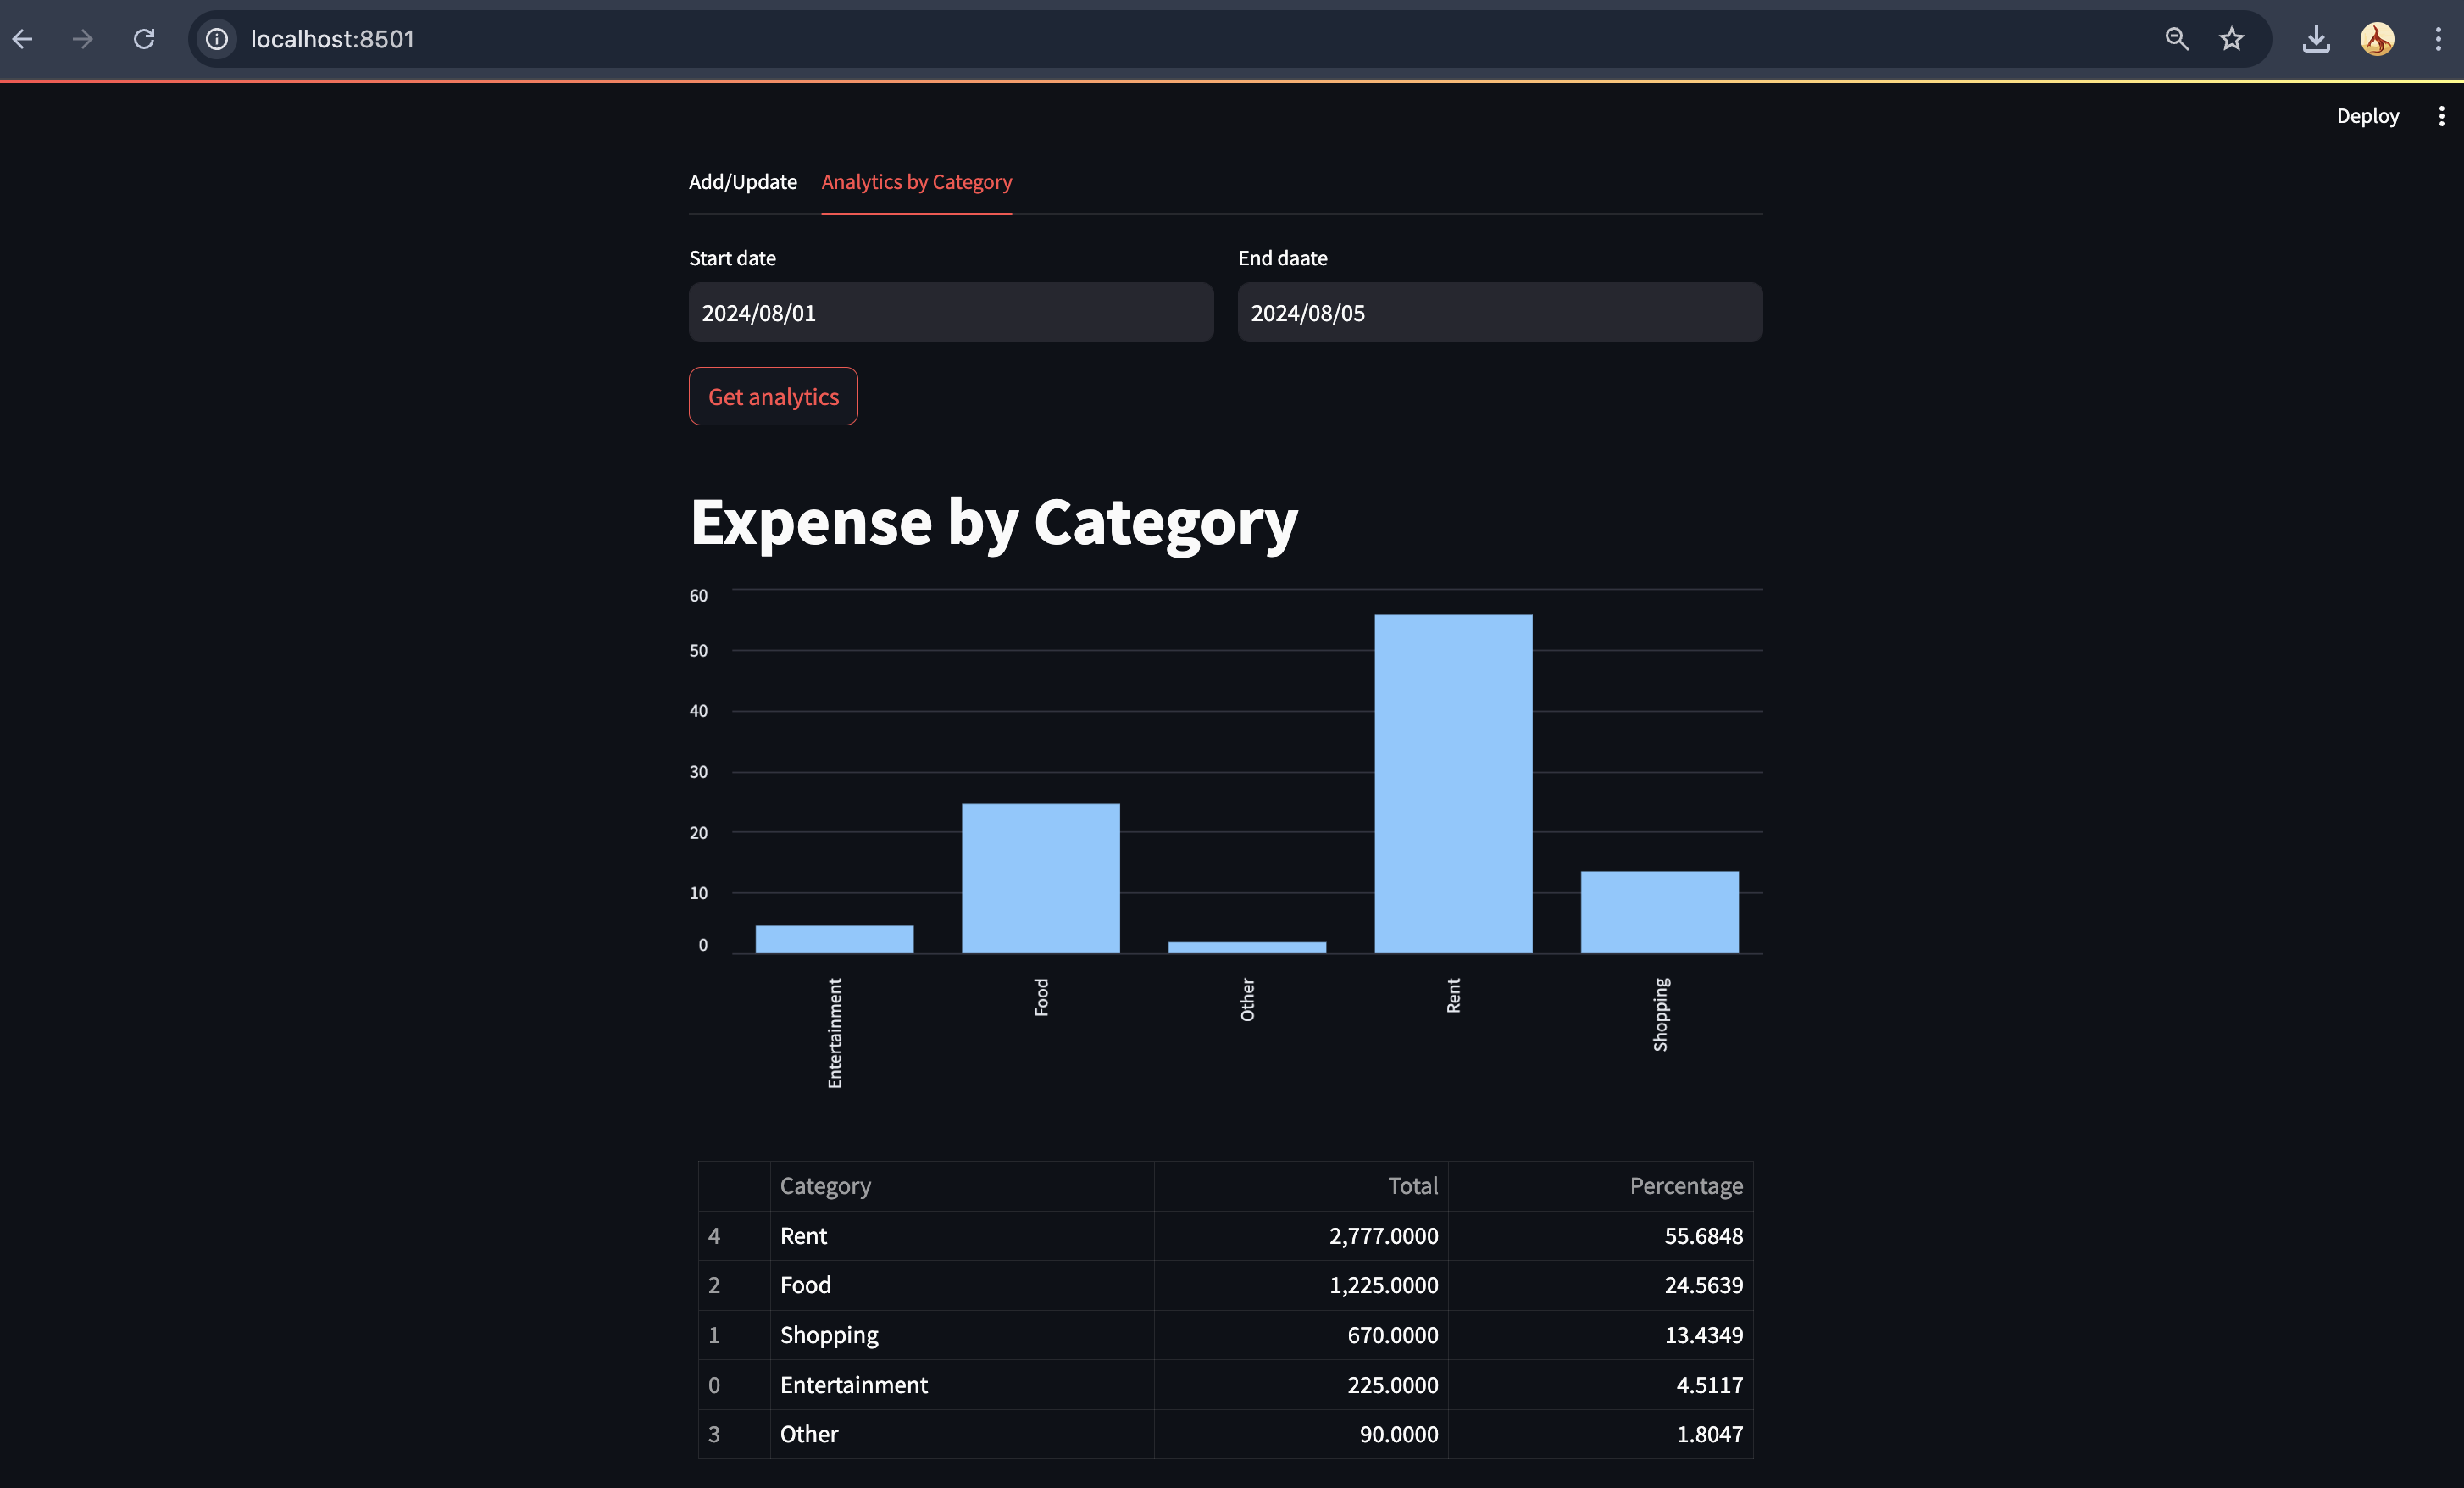 localhost:8501
Deploy
Add/Update Analytics by Category
Start date End daate
2024/08/01 2024/08/05
Get analytics
Expense by Category
60
50
40
30
20
10
0
Entertainment Food Other Rent Shopping
Category Total Percentage
4 Rent 2,777.0000 55.6848
2 Food 1,225.0000 24.5639
1 Shopping 670.0000 13.4349
0 Entertainment 225.0000 4.5117
3 Other 90.0000 1.8047